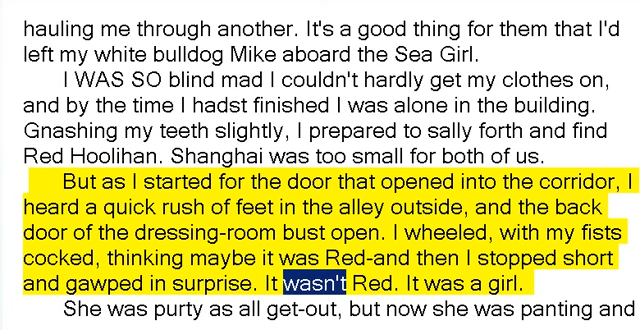 hauling me through another. It's a good thing for them that I'd
left my white bulldog Mike aboard the Sea Girl.
I WAS SO blind mad I couldn't hardly get my clothes on,
and by the time I hadst finished I was alone in the building.
Gnashing my teeth slightly, I prepared to sally forth and find
Red Hoolihan. Shanghai was too small for both of us.
But as I started for the door that opened into the corridor, I
heard a quick rush of feet in the alley outside, and the back
door of the dressing-room bust open. I wheeled, with my fists
cocked, thinking maybe it was Red-and then I stopped short
and gawped in surprise. It wasn't Red. It was a girl.
She was purty as all get-out, but now she was panting and